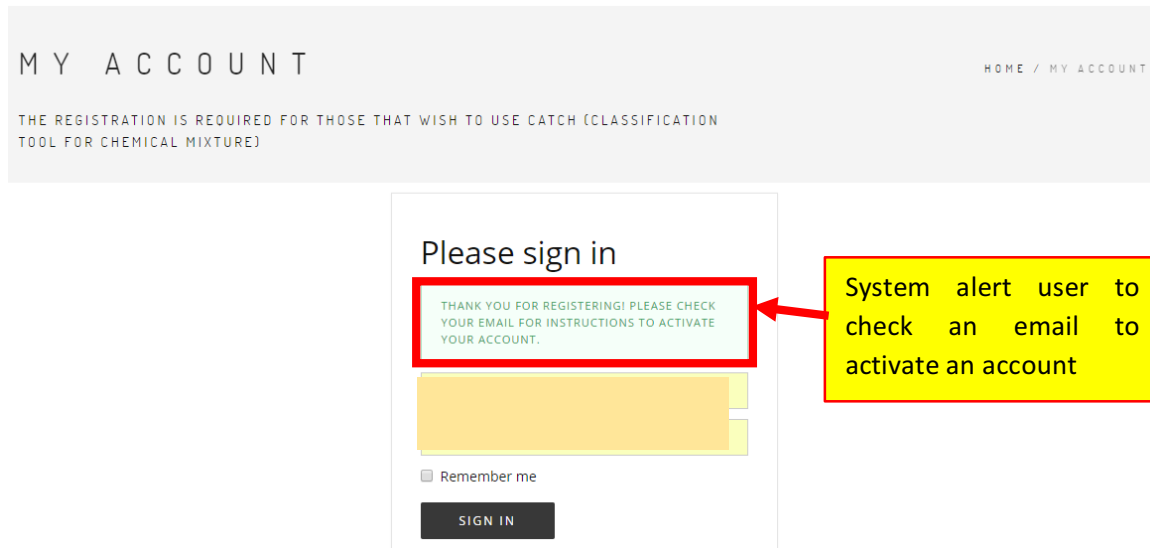 MY ACCOUNT
HOME / MY ACCOUNT
THE REGISTRATION IS REQUIRED FOR THOSE THAT WISH TO USE CATCH (CLASSIFICATION
TOOL FOR CHEMICAL MIXTURE)
Please sign in
THANK YOU FOR REGISTERING! PLEASE CHECK
YOUR EMAIL FOR INSTRUCTIONS TO ACTIVATE
YOUR ACCOUNT.
System alert user to
check an email to
activate an account
Remember me
SIGN IN